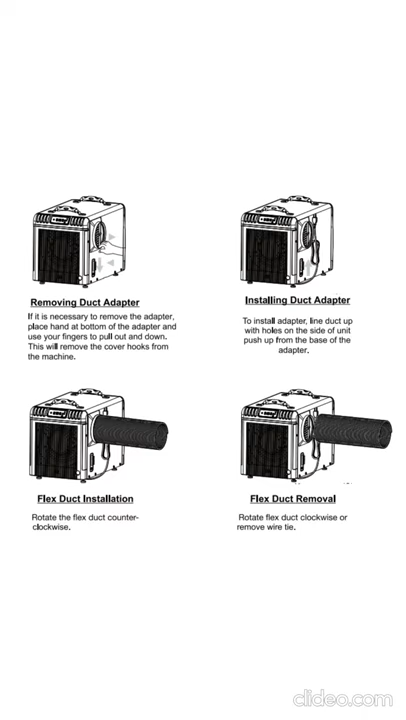 Removing Duct Adapter
If it is necessary to remove the adapter,
place hand at bottom of the adapter and
use your fingers to pull out and down.
This will remove the cover hooks from
the machine.
Installing Duct Adapter
To install adapter, line duct up
with holes on the side of unit
push up from the base of the
adapter.
Flex Duct Installation
Rotate the flex duct counter-
clockwise.
Flex Duct Removal
Rotate flex duct clockwise or
remove wire tie.
clideo.com